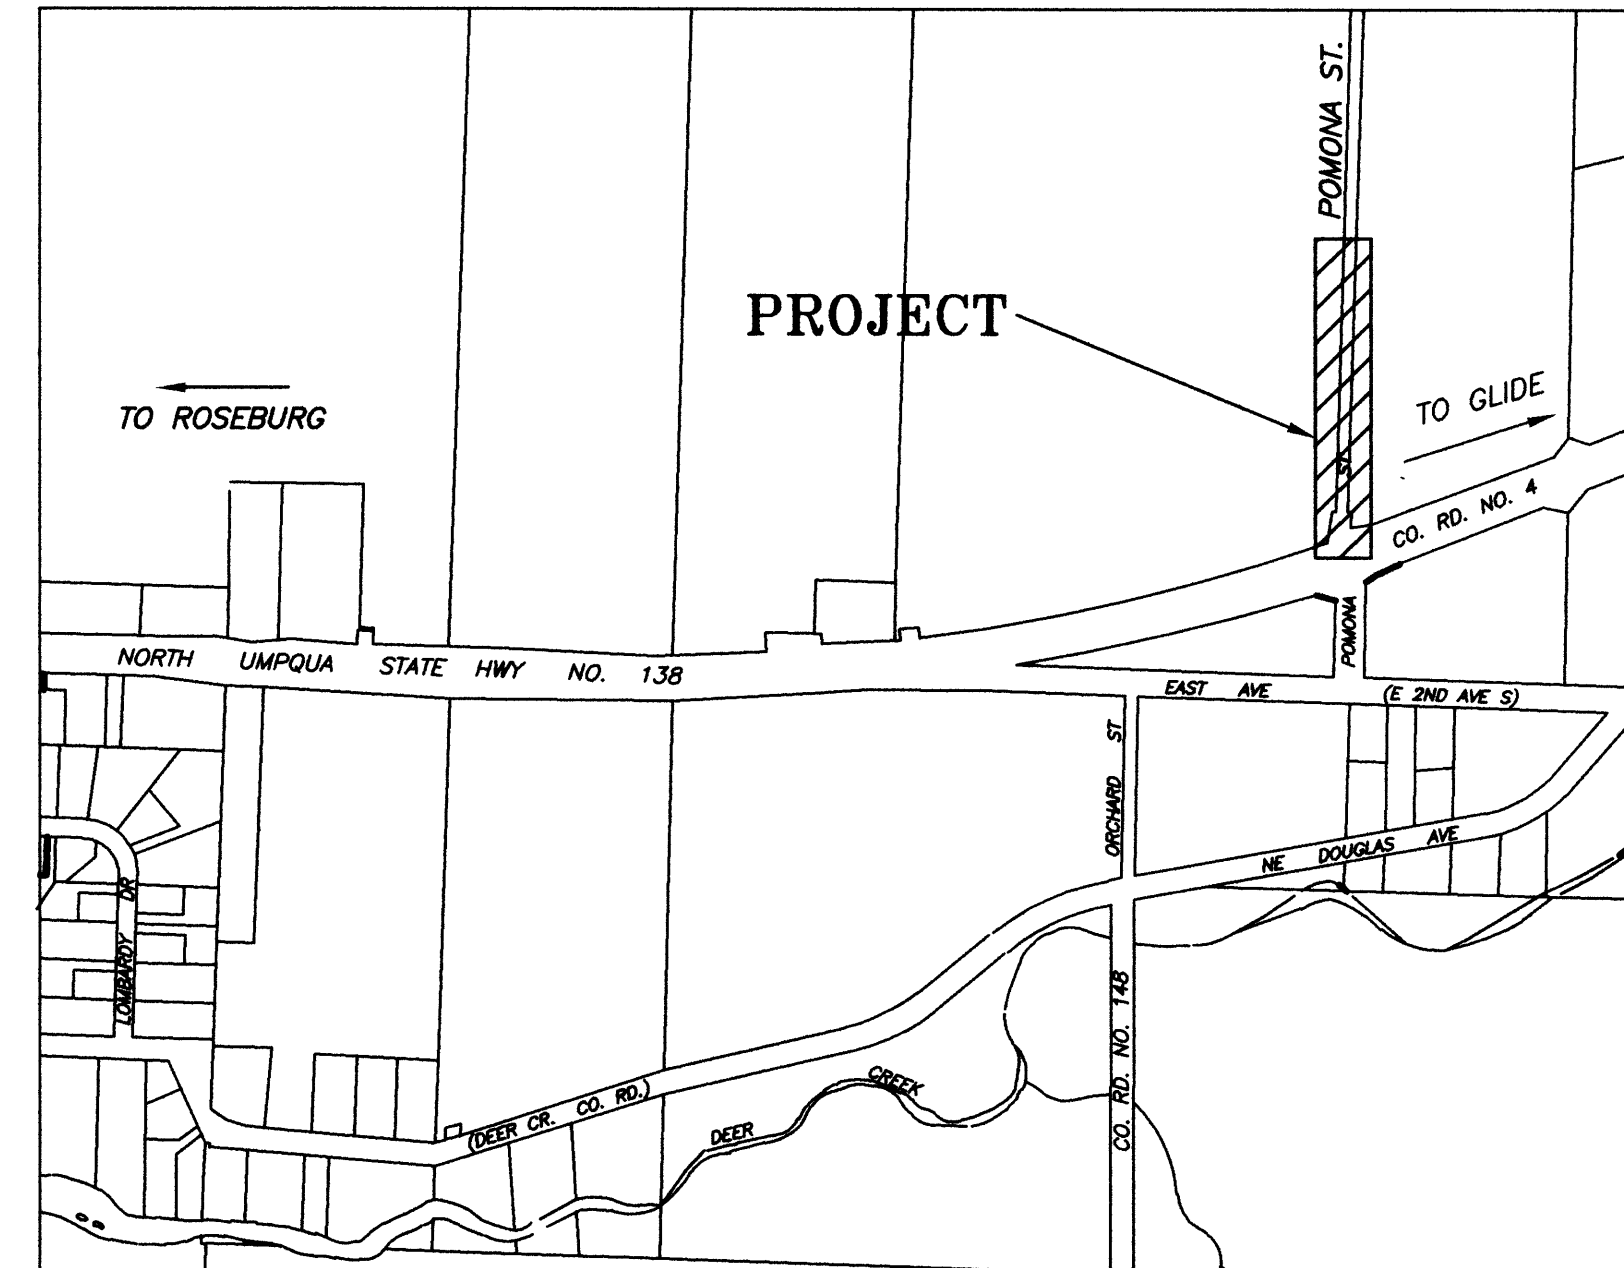 POMONA ST.
PROJECT
TO GLIDE
TO ROSEBURG
ST
CO. RD. NO. 4
POMONA
NORTH UMPQUA STATE HWY NO. 138
EAST AVE (E 2ND AVE S)
ORCHARD ST
NE DOUGLAS AVE
LOMBARDY DR
CO. RD. NO. 148
(DEER CR. CO. RD.)
DEER CREEK